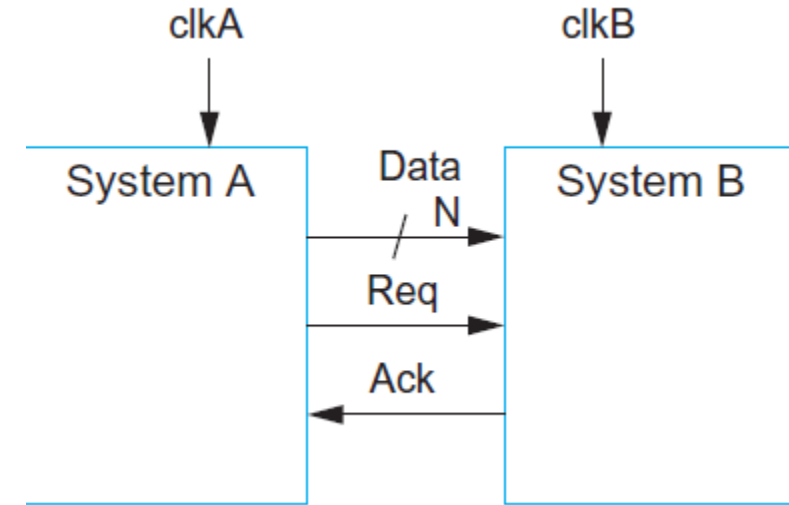 clkA
clkB
System A
Data
N
System B
Req
Ack